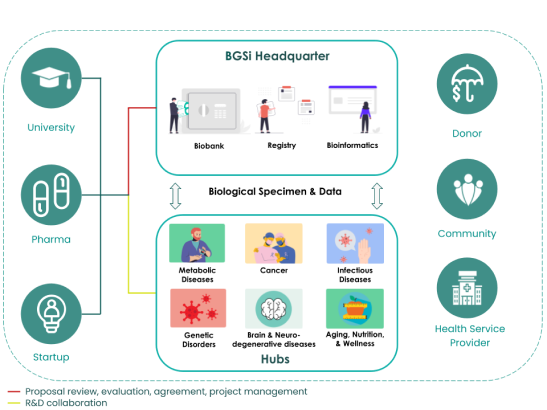 BGSi Headquarter
University
Biobank
Registry
Bioinformatics
Donor
Biological Specimen & Data
Pharma
Community
Metabolic
Diseases
Cancer
Infectious
Diseases
Genetic
Disorders
Brain & Neuro-
degenerative diseases
Aging, Nutrition,
& Wellness
Hubs
Startup
Health Service
Provider
Proposal review, evaluation, agreement, project management
R&D collaboration